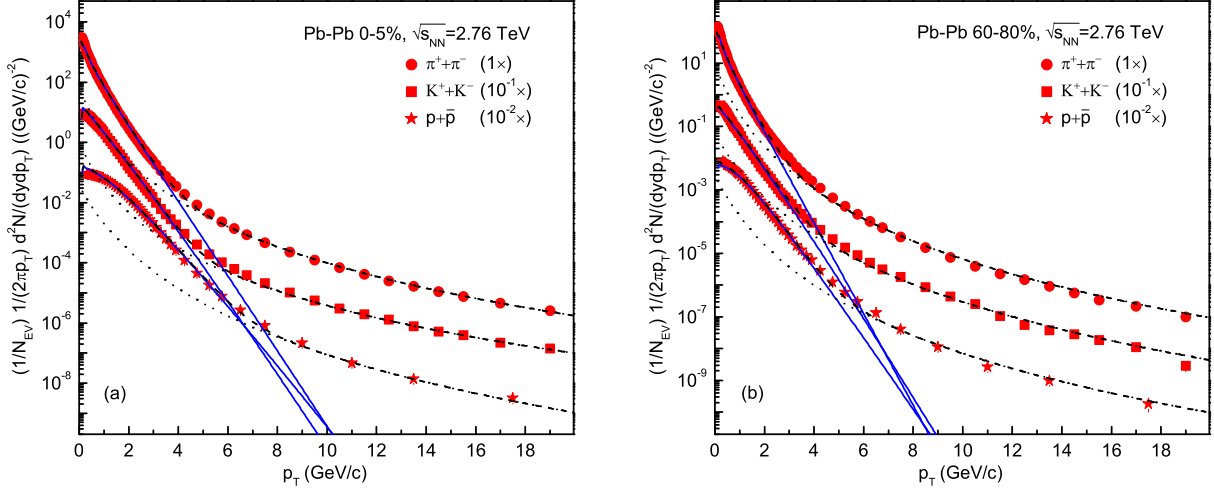 Pb-Pb 0-5%, √s_NN=2.76 TeV
π⁺+π⁻ (1×)
K⁺+K⁻ (10⁻¹×)
p+p̄ (10⁻²×)
(1/N_EV) 1/(2πp_T) d²N/(dydp_T) ((GeV/c)⁻²)
10⁴
10²
10⁰
10⁻²
10⁻⁴
10⁻⁶
10⁻⁸
(a)
0 2 4 6 8 10 12 14 16 18
p_T (GeV/c)
Pb-Pb 60-80%, √s_NN=2.76 TeV
π⁺+π⁻ (1×)
K⁺+K⁻ (10⁻¹×)
p+p̄ (10⁻²×)
(1/N_EV) 1/(2πp_T) d²N/(dydp_T) ((GeV/c)⁻²)
10¹
10⁻¹
10⁻³
10⁻⁵
10⁻⁷
10⁻⁹
(b)
0 2 4 6 8 10 12 14 16 18
p_T (GeV/c)